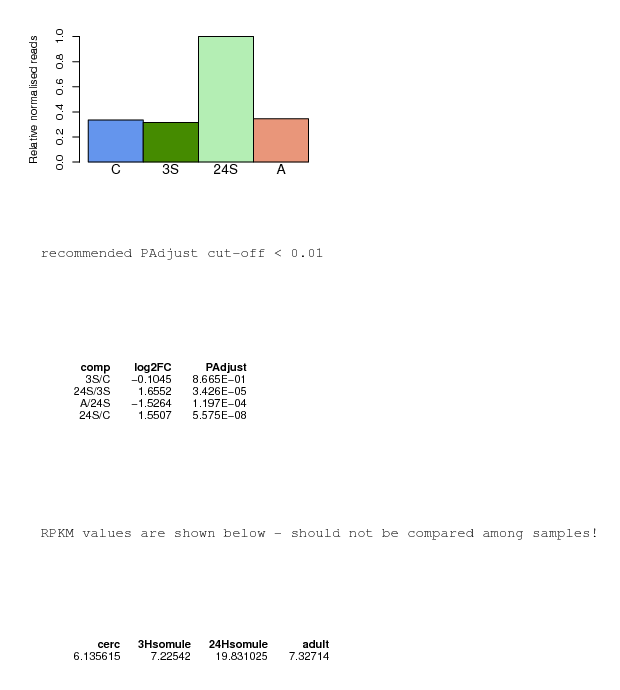 Relative normalised reads
1.0
0.8
0.6
0.4
0.2
0.0
C 3S 24S A
recommended PAdjust cut-off < 0.01
comp log2FC PAdjust
3S/C −0.1045 8.665E−01
24S/3S 1.6552 3.426E−05
A/24S −1.5264 1.197E−04
24S/C 1.5507 5.575E−08
RPKM values are shown below - should not be compared among samples!
cerc 3Hsomule 24Hsomule adult
6.135615 7.22542 19.831025 7.32714